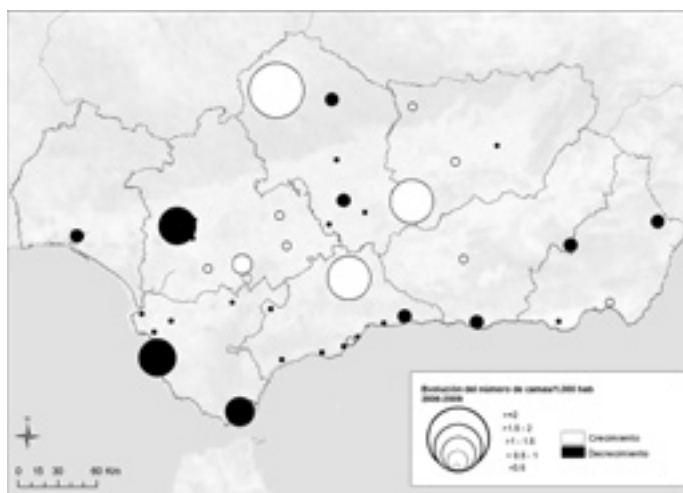 Evolución del número de camas/1.000 hab
2006-2009
>+2
>1.5 - 2
>1 - 1.5
> 0.5 - 1
<0.5
Crecimiento
Decrecimiento
0 15 30 60 Km